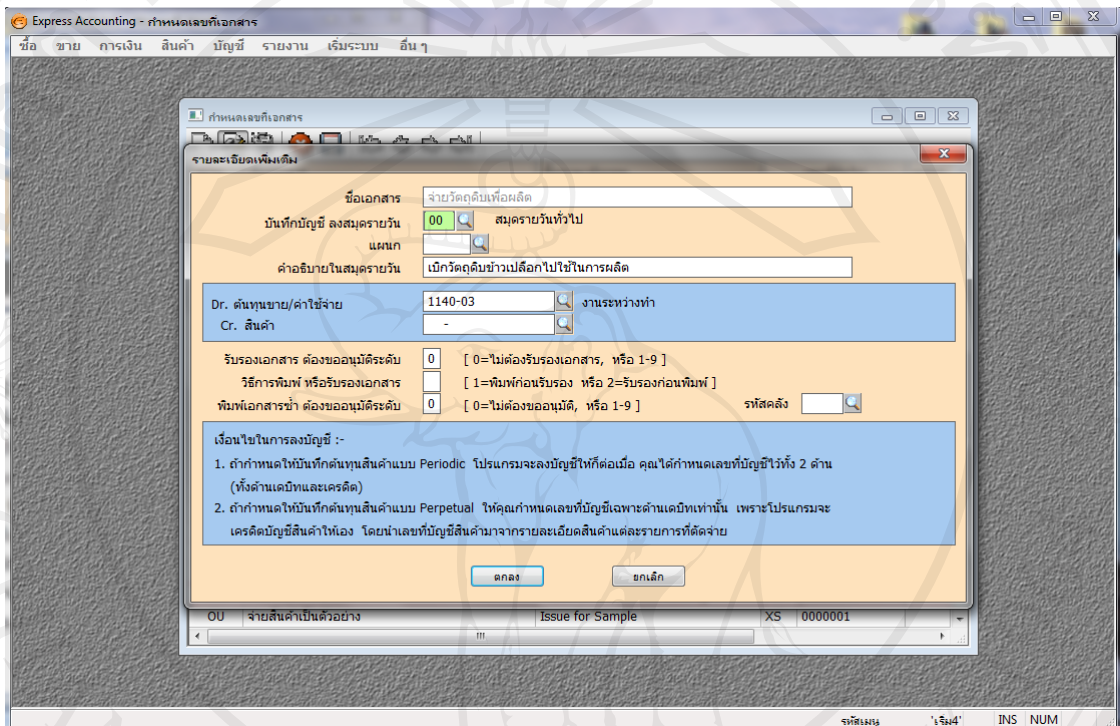 Express Accounting - กำหนดเลขที่เอกสาร
ซื้อ ขาย การเงิน สินค้า บัญชี รายงาน เริ่มระบบ อื่น ๆ
กำหนดเลขที่เอกสาร
รายละเอียดเพิ่มเติม
ชื่อเอกสาร จ่ายวัตถุดิบเพื่อผลิต
บันทึกบัญชี ลงสมุดรายวัน 00 สมุดรายวันทั่วไป
แผนก
คำอธิบายในสมุดรายวัน เบิกวัตถุดิบข้าวเปลือกไปใช้ในการผลิต
Dr. ต้นทุนขาย/ค่าใช้จ่าย 1140-03 งานระหว่างทำ
Cr. สินค้า -
รับรองเอกสาร ต้องขออนุมัติระดับ 0 [ 0=ไม่ต้องรับรองเอกสาร, หรือ 1-9 ]
วิธีการพิมพ์ หรือรับรองเอกสาร [ 1=พิมพ์ก่อนรับรอง หรือ 2=รับรองก่อนพิมพ์ ]
พิมพ์เอกสารซ้ำ ต้องขออนุมัติระดับ 0 [ 0=ไม่ต้องขออนุมัติ, หรือ 1-9 ] รหัสคลัง
เงื่อนไขในการลงบัญชี :-
1. ถ้ากำหนดให้บันทึกต้นทุนสินค้าแบบ Periodic โปรแกรมจะลงบัญชีให้ก็ต่อเมื่อ คุณได้กำหนดเลขที่บัญชีไว้ทั้ง 2 ด้าน
(ทั้งด้านเดบิทและเครดิต)
2. ถ้ากำหนดให้บันทึกต้นทุนสินค้าแบบ Perpetual ให้คุณกำหนดเลขที่บัญชีเฉพาะด้านเดบิทเท่านั้น เพราะโปรแกรมจะ
เครดิตบัญชีสินค้าให้เอง โดยนำเลขที่บัญชีสินค้ามาจากรายละเอียดสินค้าแต่ละรายการที่ตัดจ่าย
ตกลง ยกเลิก
OU จ่ายสินค้าเป็นตัวอย่าง Issue for Sample XS 0000001
รหัสเมนู 'เริ่ม4' INS NUM